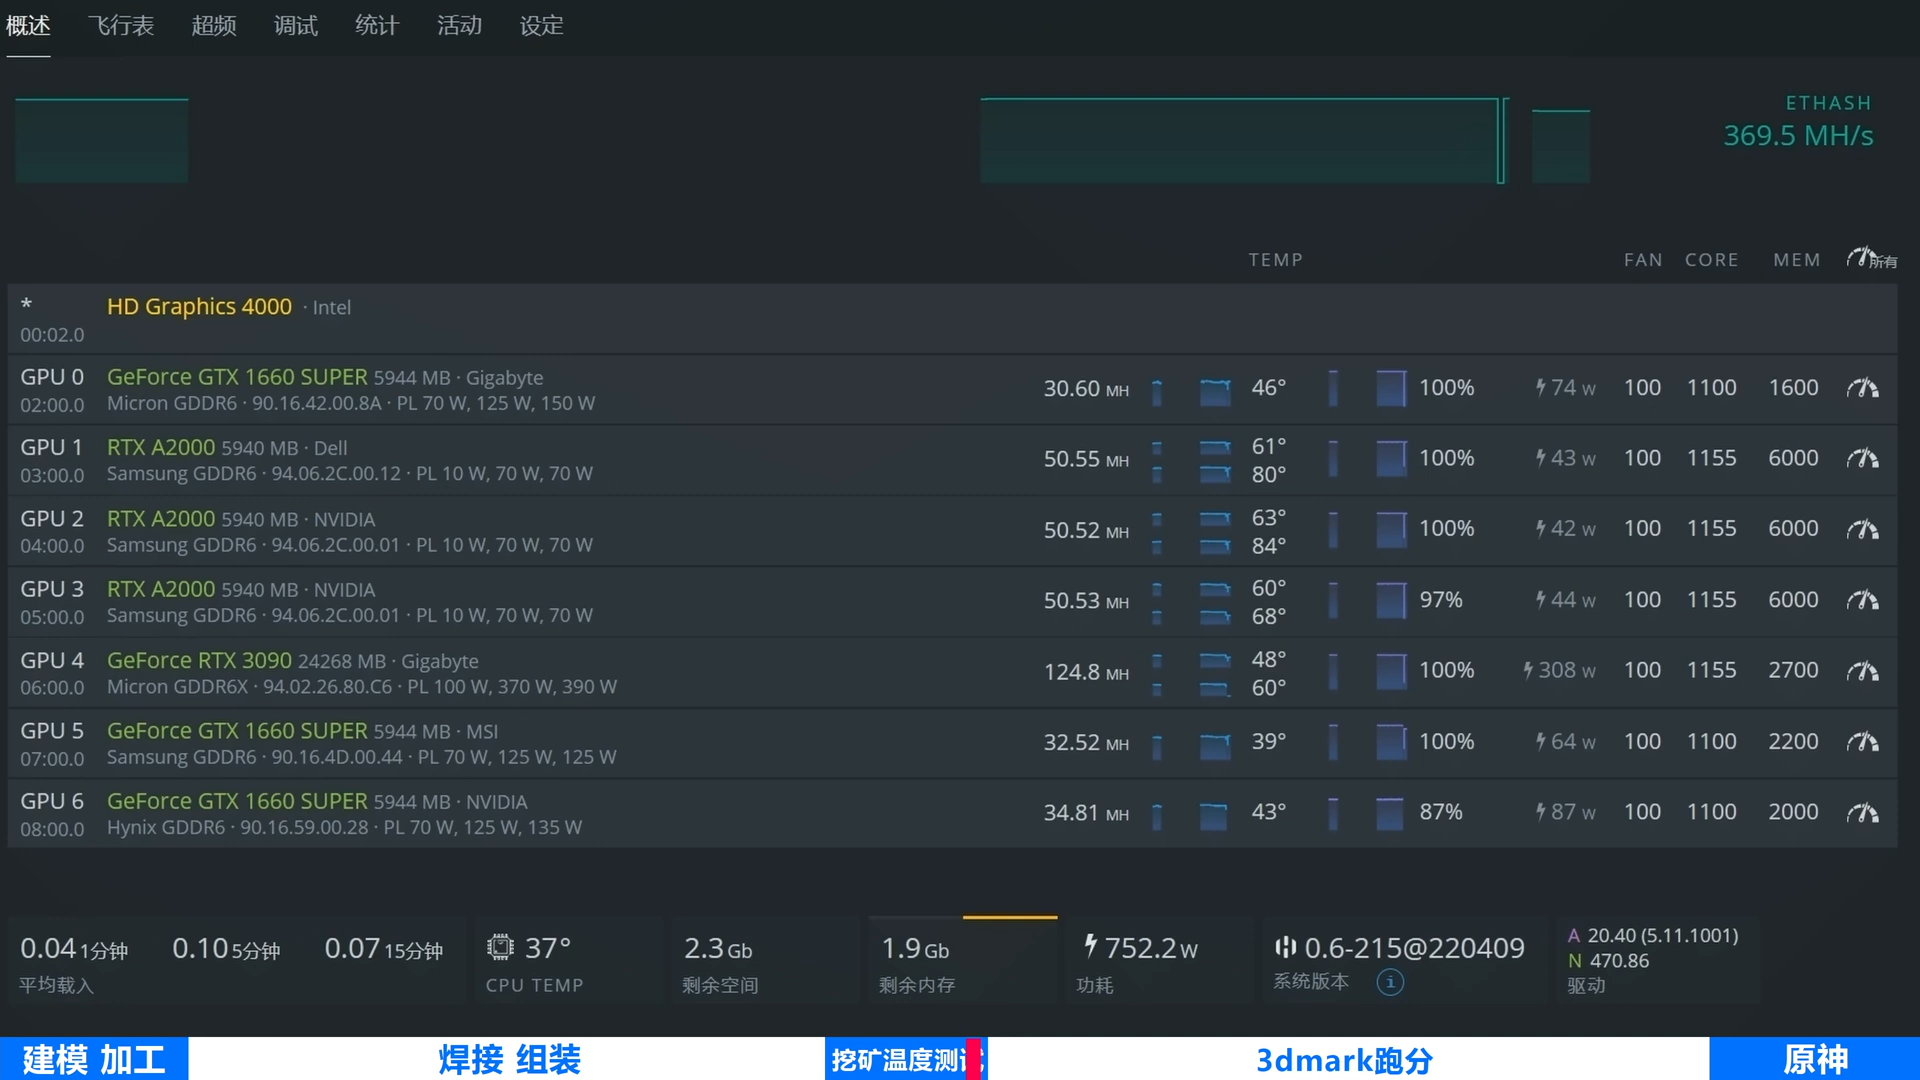 概述 飞行表 超频 调试 统计 活动 设定
ETHASH
369.5 MH/s
TEMP FAN CORE MEM 所有
* HD Graphics 4000 · Intel
00:02.0
GPU 0 GeForce GTX 1660 SUPER 5944 MB · Gigabyte 30.60 MH 46° 100% 74 W 100 1100 1600
02:00.0 Micron GDDR6 · 90.16.42.00.8A · PL 70 W, 125 W, 150 W
GPU 1 RTX A2000 5940 MB · Dell 50.55 MH 61° 80° 100% 43 W 100 1155 6000
03:00.0 Samsung GDDR6 · 94.06.2C.00.12 · PL 10 W, 70 W, 70 W
GPU 2 RTX A2000 5940 MB · NVIDIA 50.52 MH 63° 84° 100% 42 W 100 1155 6000
04:00.0 Samsung GDDR6 · 94.06.2C.00.01 · PL 10 W, 70 W, 70 W
GPU 3 RTX A2000 5940 MB · NVIDIA 50.53 MH 60° 68° 97% 44 W 100 1155 6000
05:00.0 Samsung GDDR6 · 94.06.2C.00.01 · PL 10 W, 70 W, 70 W
GPU 4 GeForce RTX 3090 24268 MB · Gigabyte 124.8 MH 48° 60° 100% 308 W 100 1155 2700
06:00.0 Micron GDDR6X · 94.02.26.80.C6 · PL 100 W, 370 W, 390 W
GPU 5 GeForce GTX 1660 SUPER 5944 MB · MSI 32.52 MH 39° 100% 64 W 100 1100 2200
07:00.0 Samsung GDDR6 · 90.16.4D.00.44 · PL 70 W, 125 W, 125 W
GPU 6 GeForce GTX 1660 SUPER 5944 MB · NVIDIA 34.81 MH 43° 87% 87 W 100 1100 2000
08:00.0 Hynix GDDR6 · 90.16.59.00.28 · PL 70 W, 125 W, 135 W
0.04 1分钟 0.10 5分钟 0.07 15分钟
平均载入
37°
CPU TEMP
2.3 Gb
剩余空间
1.9 Gb
剩余内存
752.2 W
功耗
0.6-215@220409
系统版本
A 20.40 (5.11.1001)
N 470.86
驱动
建模 加工 焊接 组装 挖矿温度测试 3dmark跑分 原神